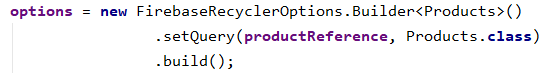 options = new FirebaseRecyclerOptions.Builder<Products>()
.setQuery(productReference, Products.class)
.build();